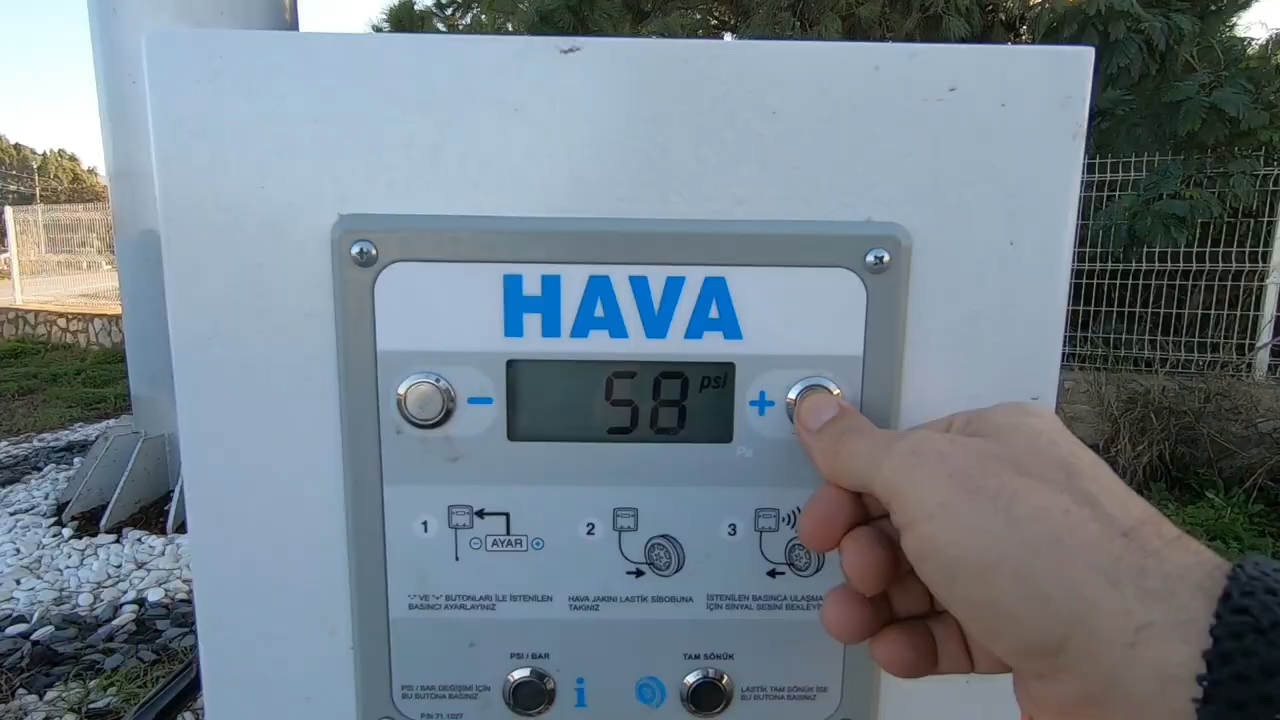 HAVA
58 psi
1
2
3
AYAR
"-" VE "+" BUTONLARI İLE İSTENİLEN
BASINCI AYARLAYINIZ
HAVA JAKINI LASTİK SİBOBUNA
TAKINIZ
İSTENİLEN BASINCA ULAŞMA
İÇİN SİNYAL SESİNİ BEKLEYİ
PSI / BAR
TAM SÖNÜK
PSI / BAR DEĞİŞİMİ İÇİN
BU BUTONA BASINIZ
i
LASTİK TAM SÖNÜK İSE
BU BUTONA BASINIZ
P/N 71.1027